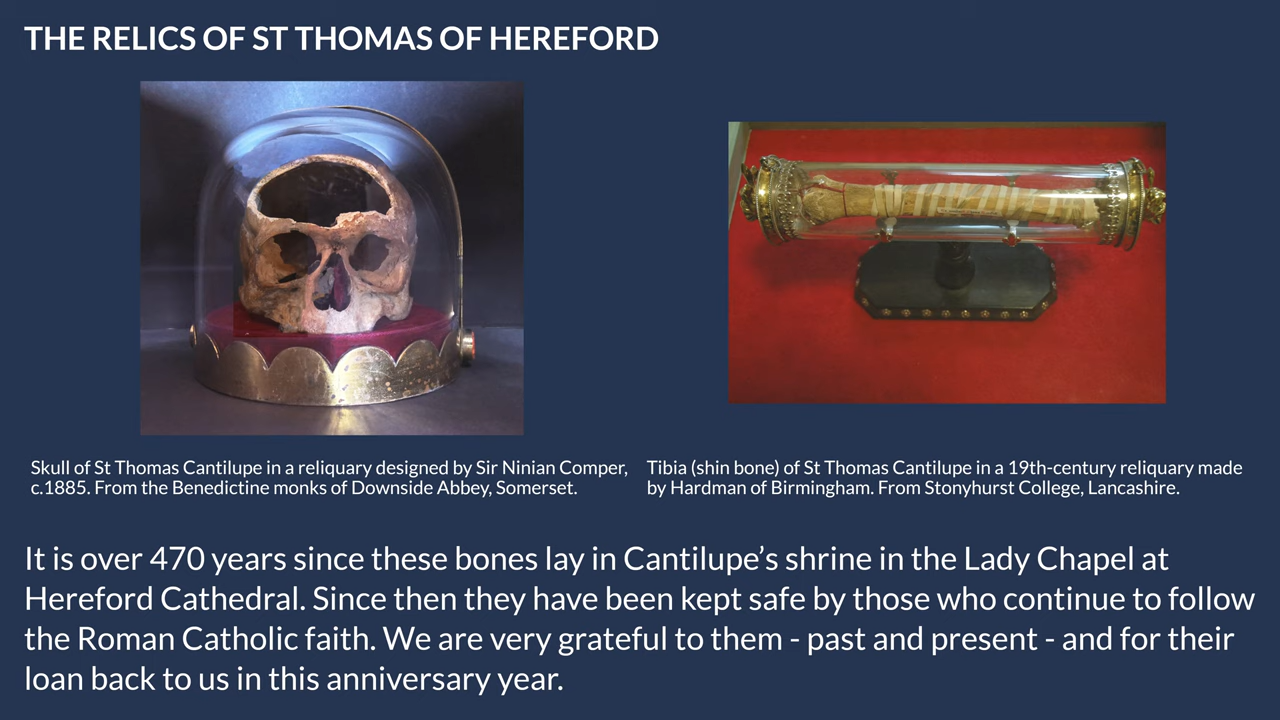 THE RELICS OF ST THOMAS OF HEREFORD
Skull of St Thomas Cantilupe in a reliquary designed by Sir Ninian Comper,
c.1885. From the Benedictine monks of Downside Abbey, Somerset.
Tibia (shin bone) of St Thomas Cantilupe in a 19th-century reliquary made
by Hardman of Birmingham. From Stonyhurst College, Lancashire.
It is over 470 years since these bones lay in Cantilupe’s shrine in the Lady Chapel at
Hereford Cathedral. Since then they have been kept safe by those who continue to follow
the Roman Catholic faith. We are very grateful to them - past and present - and for their
loan back to us in this anniversary year.